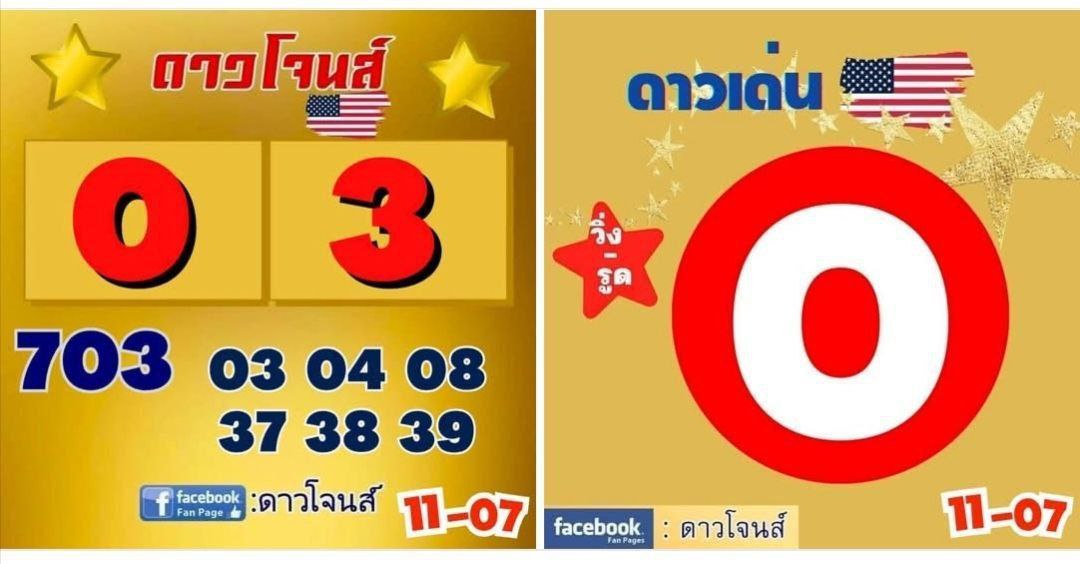 ดาวโจนส์
0 3
703
03 04 08
37 38 39
facebook
Fan Page
:ดาวโจนส์
11-07
ดาวเด่น
วิ่ง
-
รูด
0
facebook.
Fan Pages
: ดาวโจนส์
11-07